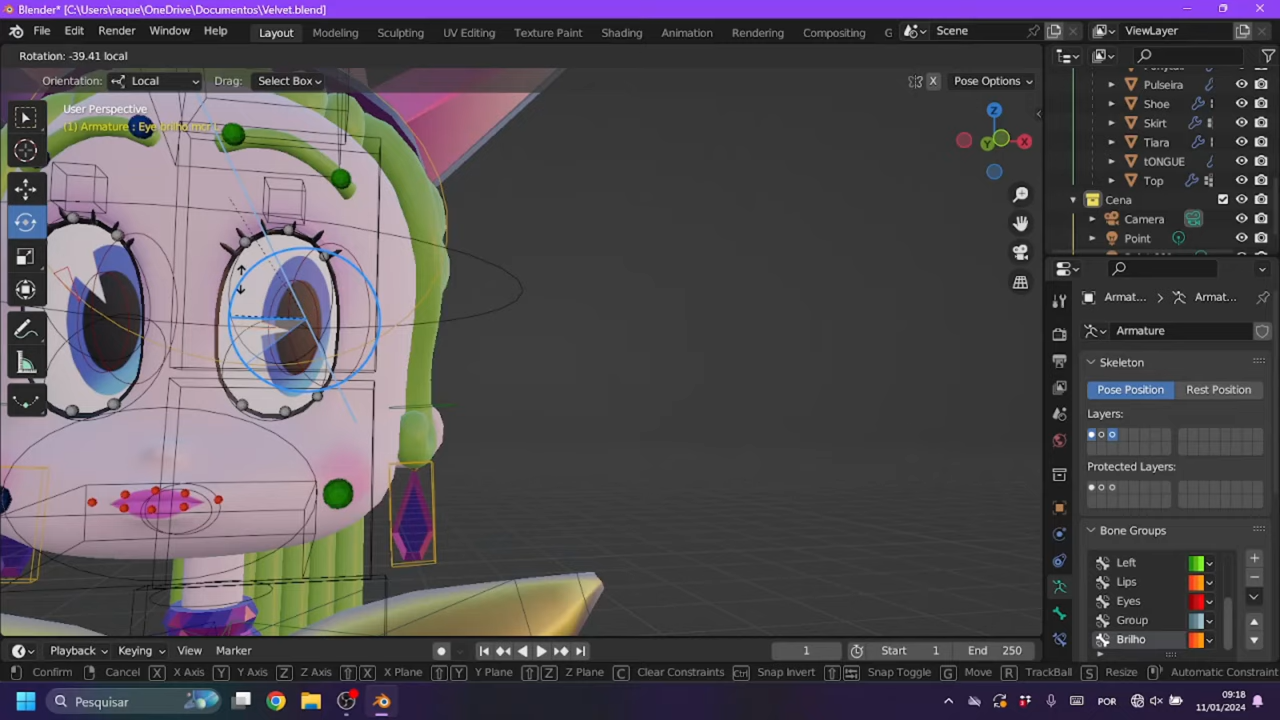 Blender* [C:\Users\raque\OneDrive\Documentos\Velvet.blend]
File Edit Render Window Help Layout Modeling Sculpting UV Editing Texture Paint Shading Animation Rendering Compositing G Scene ViewLayer
Rotation: -39.41 local
Orientation: Local Drag: Select Box X Pose Options
User Perspective
(1) Armature : Eye
Z
Y X
Pulseira
Shoe
Skirt
Tiara
tONGUE
Top
Cena
Camera
Point
Armat... > Armat...
Armature
Skeleton
Pose Position Rest Position
Layers:
Protected Layers:
Bone Groups
Left
Lips
Eyes
Group
Brilho
Playback Keying View Marker 1 Start 1 End 250
Confirm Cancel X X Axis Y Y Axis Z Z Axis X X Plane Y Y Plane Z Z Plane C Clear Constraints Ctrl Snap Invert Snap Toggle G Move R TrackBall S Resize Automatic Constraint
Pesquisar POR 09:18
11/01/2024